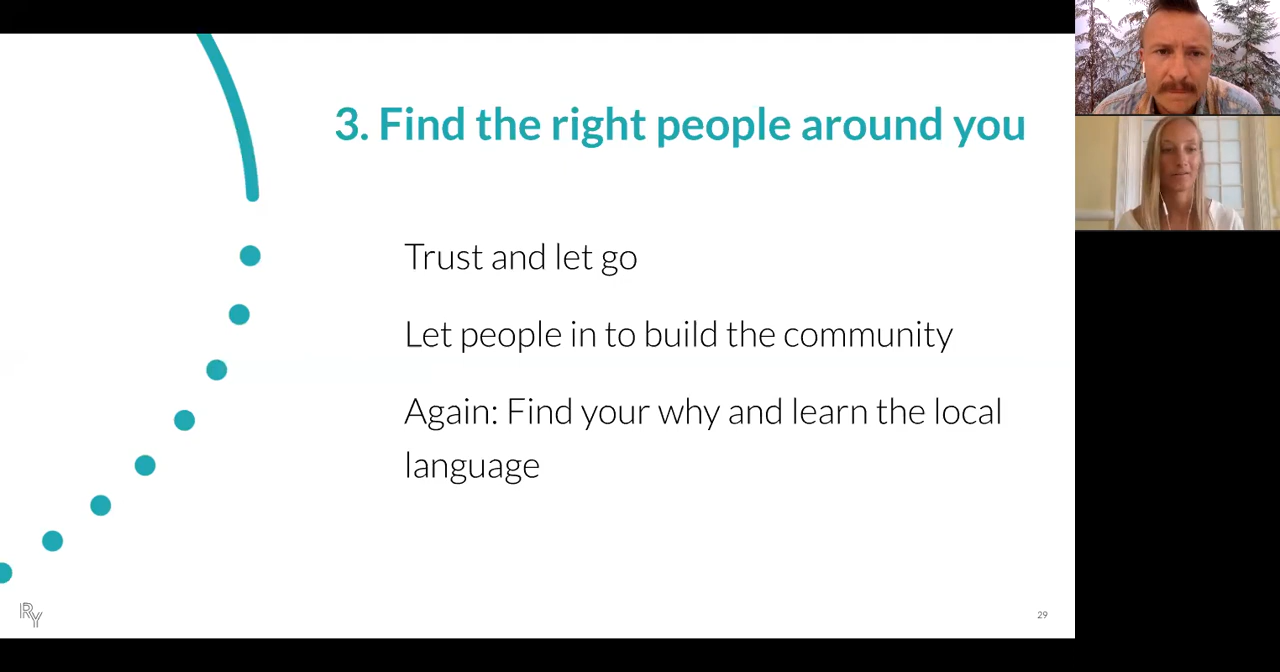 3. Find the right people around you
Trust and let go
Let people in to build the community
Again: Find your why and learn the local
language
RY
29